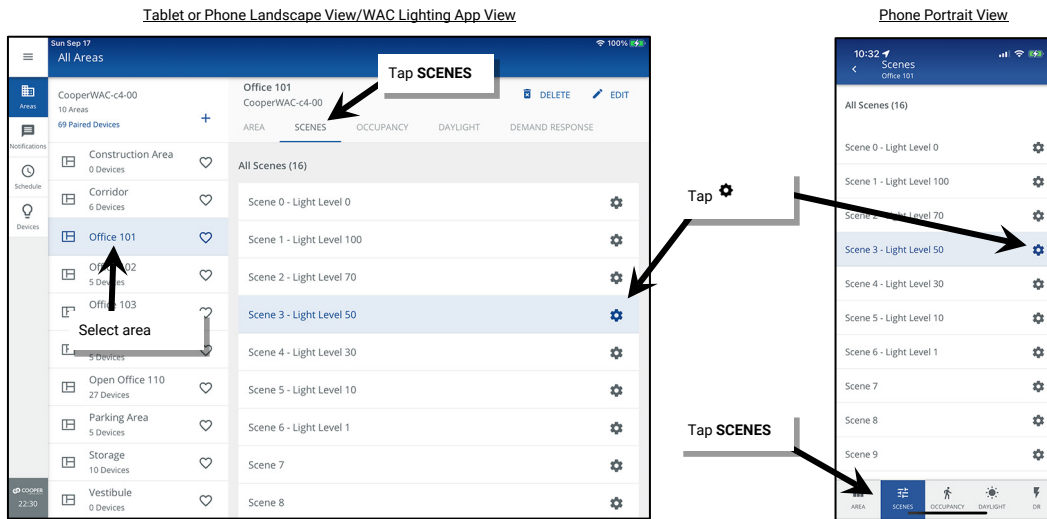 Tablet or Phone Landscape View/WAC Lighting App View
Phone Portrait View
Sun Sep 17
100%
All Areas
Areas
Notifications
Schedule
Devices
COOPER
22:30
CooperWAC-c4-00
10 Areas
69 Paired Devices
+
Construction Area
0 Devices
Corridor
6 Devices
Office 101
5 Devices
Office 103
Select area
5 Devices
Open Office 110
27 Devices
Parking Area
5 Devices
Storage
10 Devices
Vestibule
0 Devices
Office 101
CooperWAC-c4-00
Tap SCENES
DELETE
EDIT
AREA SCENES OCCUPANCY DAYLIGHT DEMAND RESPONSE
All Scenes (16)
Scene 0 - Light Level 0
Scene 1 - Light Level 100
Scene 2 - Light Level 70
Scene 3 - Light Level 50
Scene 4 - Light Level 30
Scene 5 - Light Level 10
Scene 6 - Light Level 1
Scene 7
Scene 8
Tap
Tap SCENES
10:32
Scenes
Office 101
All Scenes (16)
Scene 0 - Light Level 0
Scene 1 - Light Level 100
Scene 2 - Light Level 70
Scene 3 - Light Level 50
Scene 4 - Light Level 30
Scene 5 - Light Level 10
Scene 6 - Light Level 1
Scene 7
Scene 8
Scene 9
AREA SCENES OCCUPANCY DAYLIGHT DR